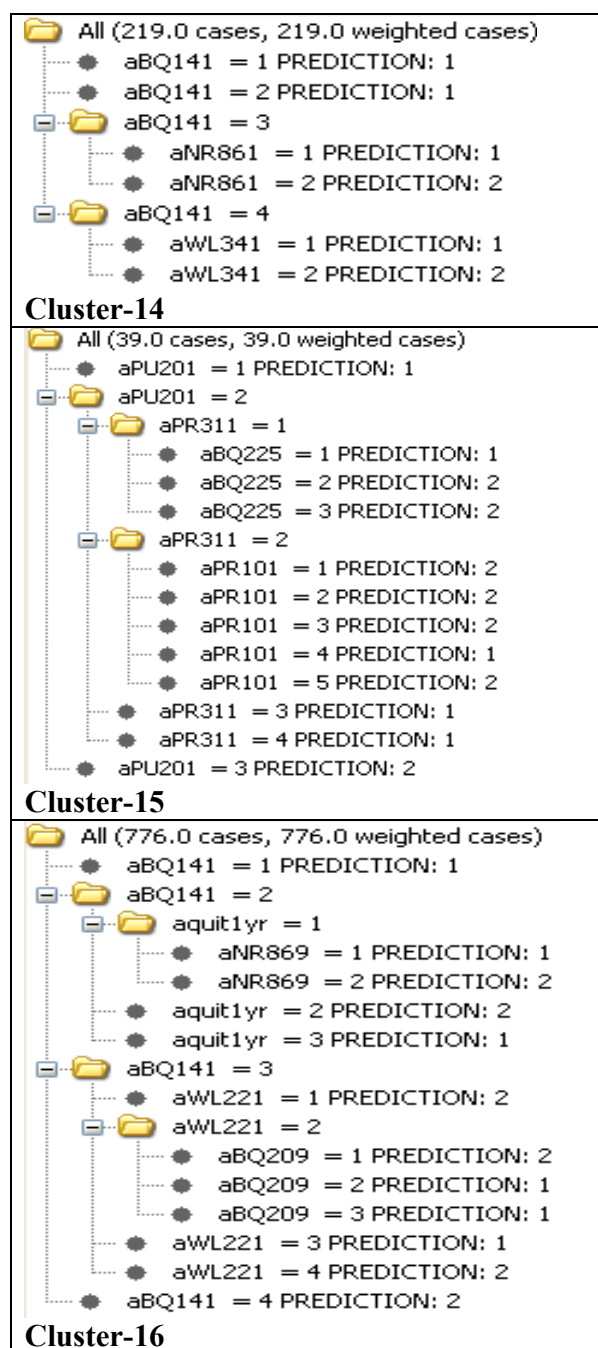 All (219.0 cases, 219.0 weighted cases)
aBQ141 = 1 PREDICTION: 1
aBQ141 = 2 PREDICTION: 1
aBQ141 = 3
aNR861 = 1 PREDICTION: 1
aNR861 = 2 PREDICTION: 2
aBQ141 = 4
aWL341 = 1 PREDICTION: 1
aWL341 = 2 PREDICTION: 2
Cluster-14
All (39.0 cases, 39.0 weighted cases)
aPU201 = 1 PREDICTION: 1
aPU201 = 2
aPR311 = 1
aBQ225 = 1 PREDICTION: 1
aBQ225 = 2 PREDICTION: 2
aBQ225 = 3 PREDICTION: 2
aPR311 = 2
aPR101 = 1 PREDICTION: 2
aPR101 = 2 PREDICTION: 2
aPR101 = 3 PREDICTION: 2
aPR101 = 4 PREDICTION: 1
aPR101 = 5 PREDICTION: 2
aPR311 = 3 PREDICTION: 1
aPR311 = 4 PREDICTION: 1
aPU201 = 3 PREDICTION: 2
Cluster-15
All (776.0 cases, 776.0 weighted cases)
aBQ141 = 1 PREDICTION: 1
aBQ141 = 2
aquit1yr = 1
aNR869 = 1 PREDICTION: 1
aNR869 = 2 PREDICTION: 2
aquit1yr = 2 PREDICTION: 2
aquit1yr = 3 PREDICTION: 1
aBQ141 = 3
aWL221 = 1 PREDICTION: 2
aWL221 = 2
aBQ209 = 1 PREDICTION: 2
aBQ209 = 2 PREDICTION: 1
aBQ209 = 3 PREDICTION: 1
aWL221 = 3 PREDICTION: 1
aWL221 = 4 PREDICTION: 2
aBQ141 = 4 PREDICTION: 2
Cluster-16